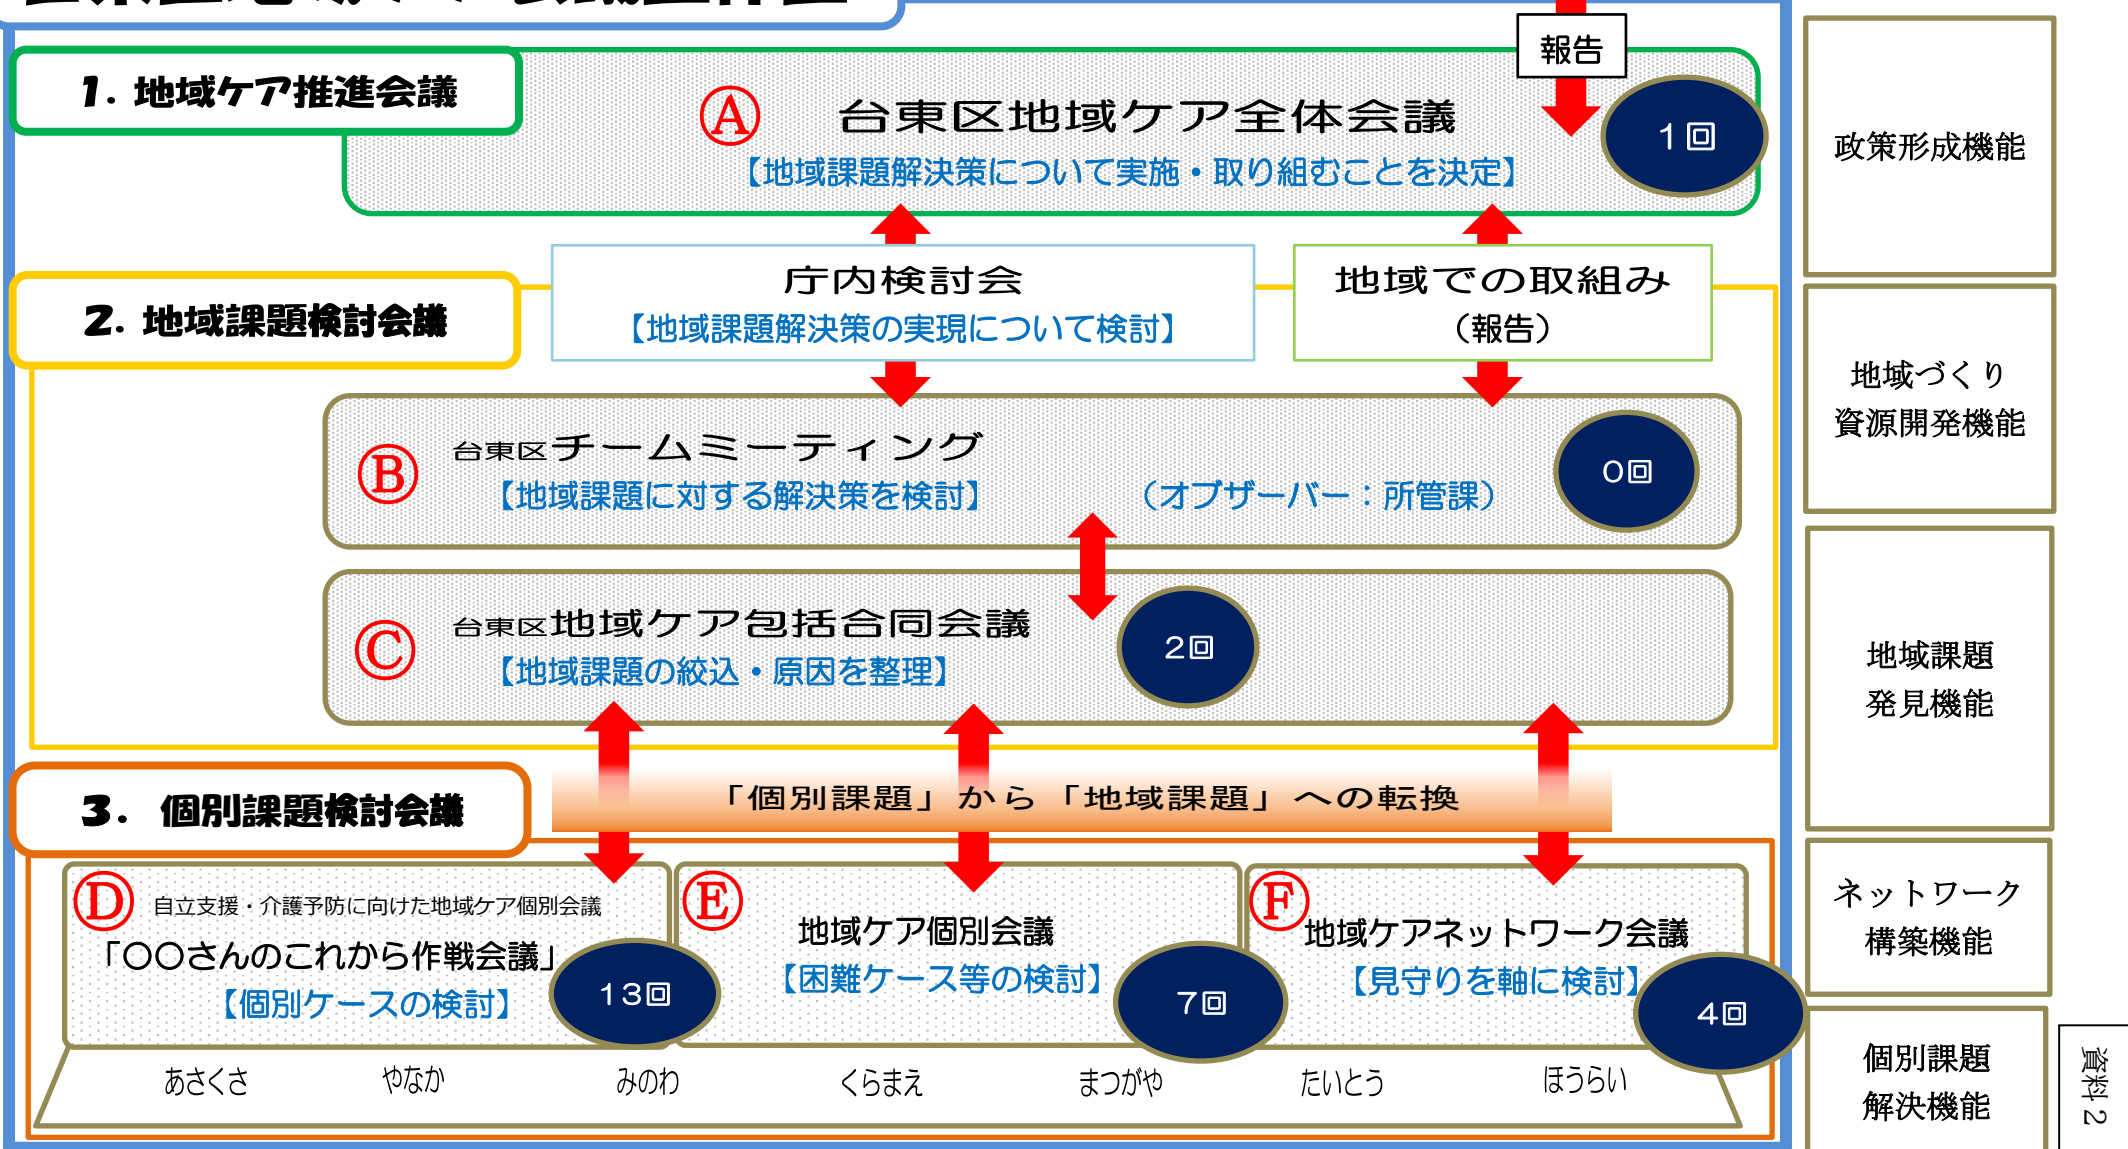 報告
1. 地域ケア推進会議
Ⓐ 台東区地域ケア全体会議
【地域課題解決策について実施・取り組むことを決定】
1回
庁内検討会
【地域課題解決策の実現について検討】
地域での取組み
（報告）
2. 地域課題検討会議
Ⓑ 台東区チームミーティング
【地域課題に対する解決策を検討】 （オブザーバー：所管課）
0回
Ⓒ 台東区地域ケア包括合同会議
【地域課題の絞込・原因を整理】
2回
「個別課題」から「地域課題」への転換
3. 個別課題検討会議
Ⓓ 自立支援・介護予防に向けた地域ケア個別会議
「〇〇さんのこれから作戦会議」
【個別ケースの検討】
13回
Ⓔ
地域ケア個別会議
【困難ケース等の検討】
7回
Ⓕ
地域ケアネットワーク会議
【見守りを軸に検討】
4回
あさくさ やなか みのわ くらまえ まつがや たいとう ほうらい
政策形成機能
地域づくり
資源開発機能
地域課題
発見機能
ネットワーク
構築機能
個別課題
解決機能
資料2